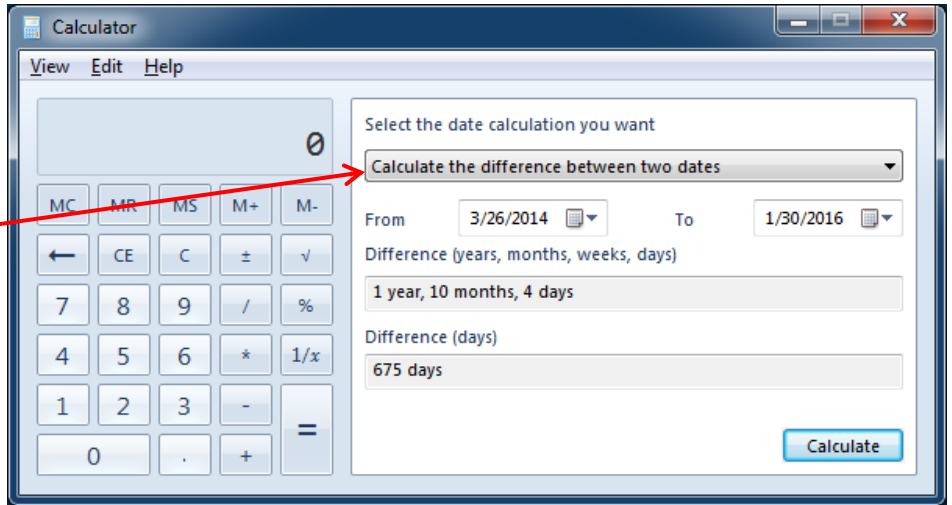 Calculator
View Edit Help
0
MC MR MS M+ M-
← CE C ± √
7 8 9 / %
4 5 6 * 1/x
1 2 3 - =
0 . +
Select the date calculation you want
Calculate the difference between two dates
From 3/26/2014 To 1/30/2016
Difference (years, months, weeks, days)
1 year, 10 months, 4 days
Difference (days)
675 days
Calculate